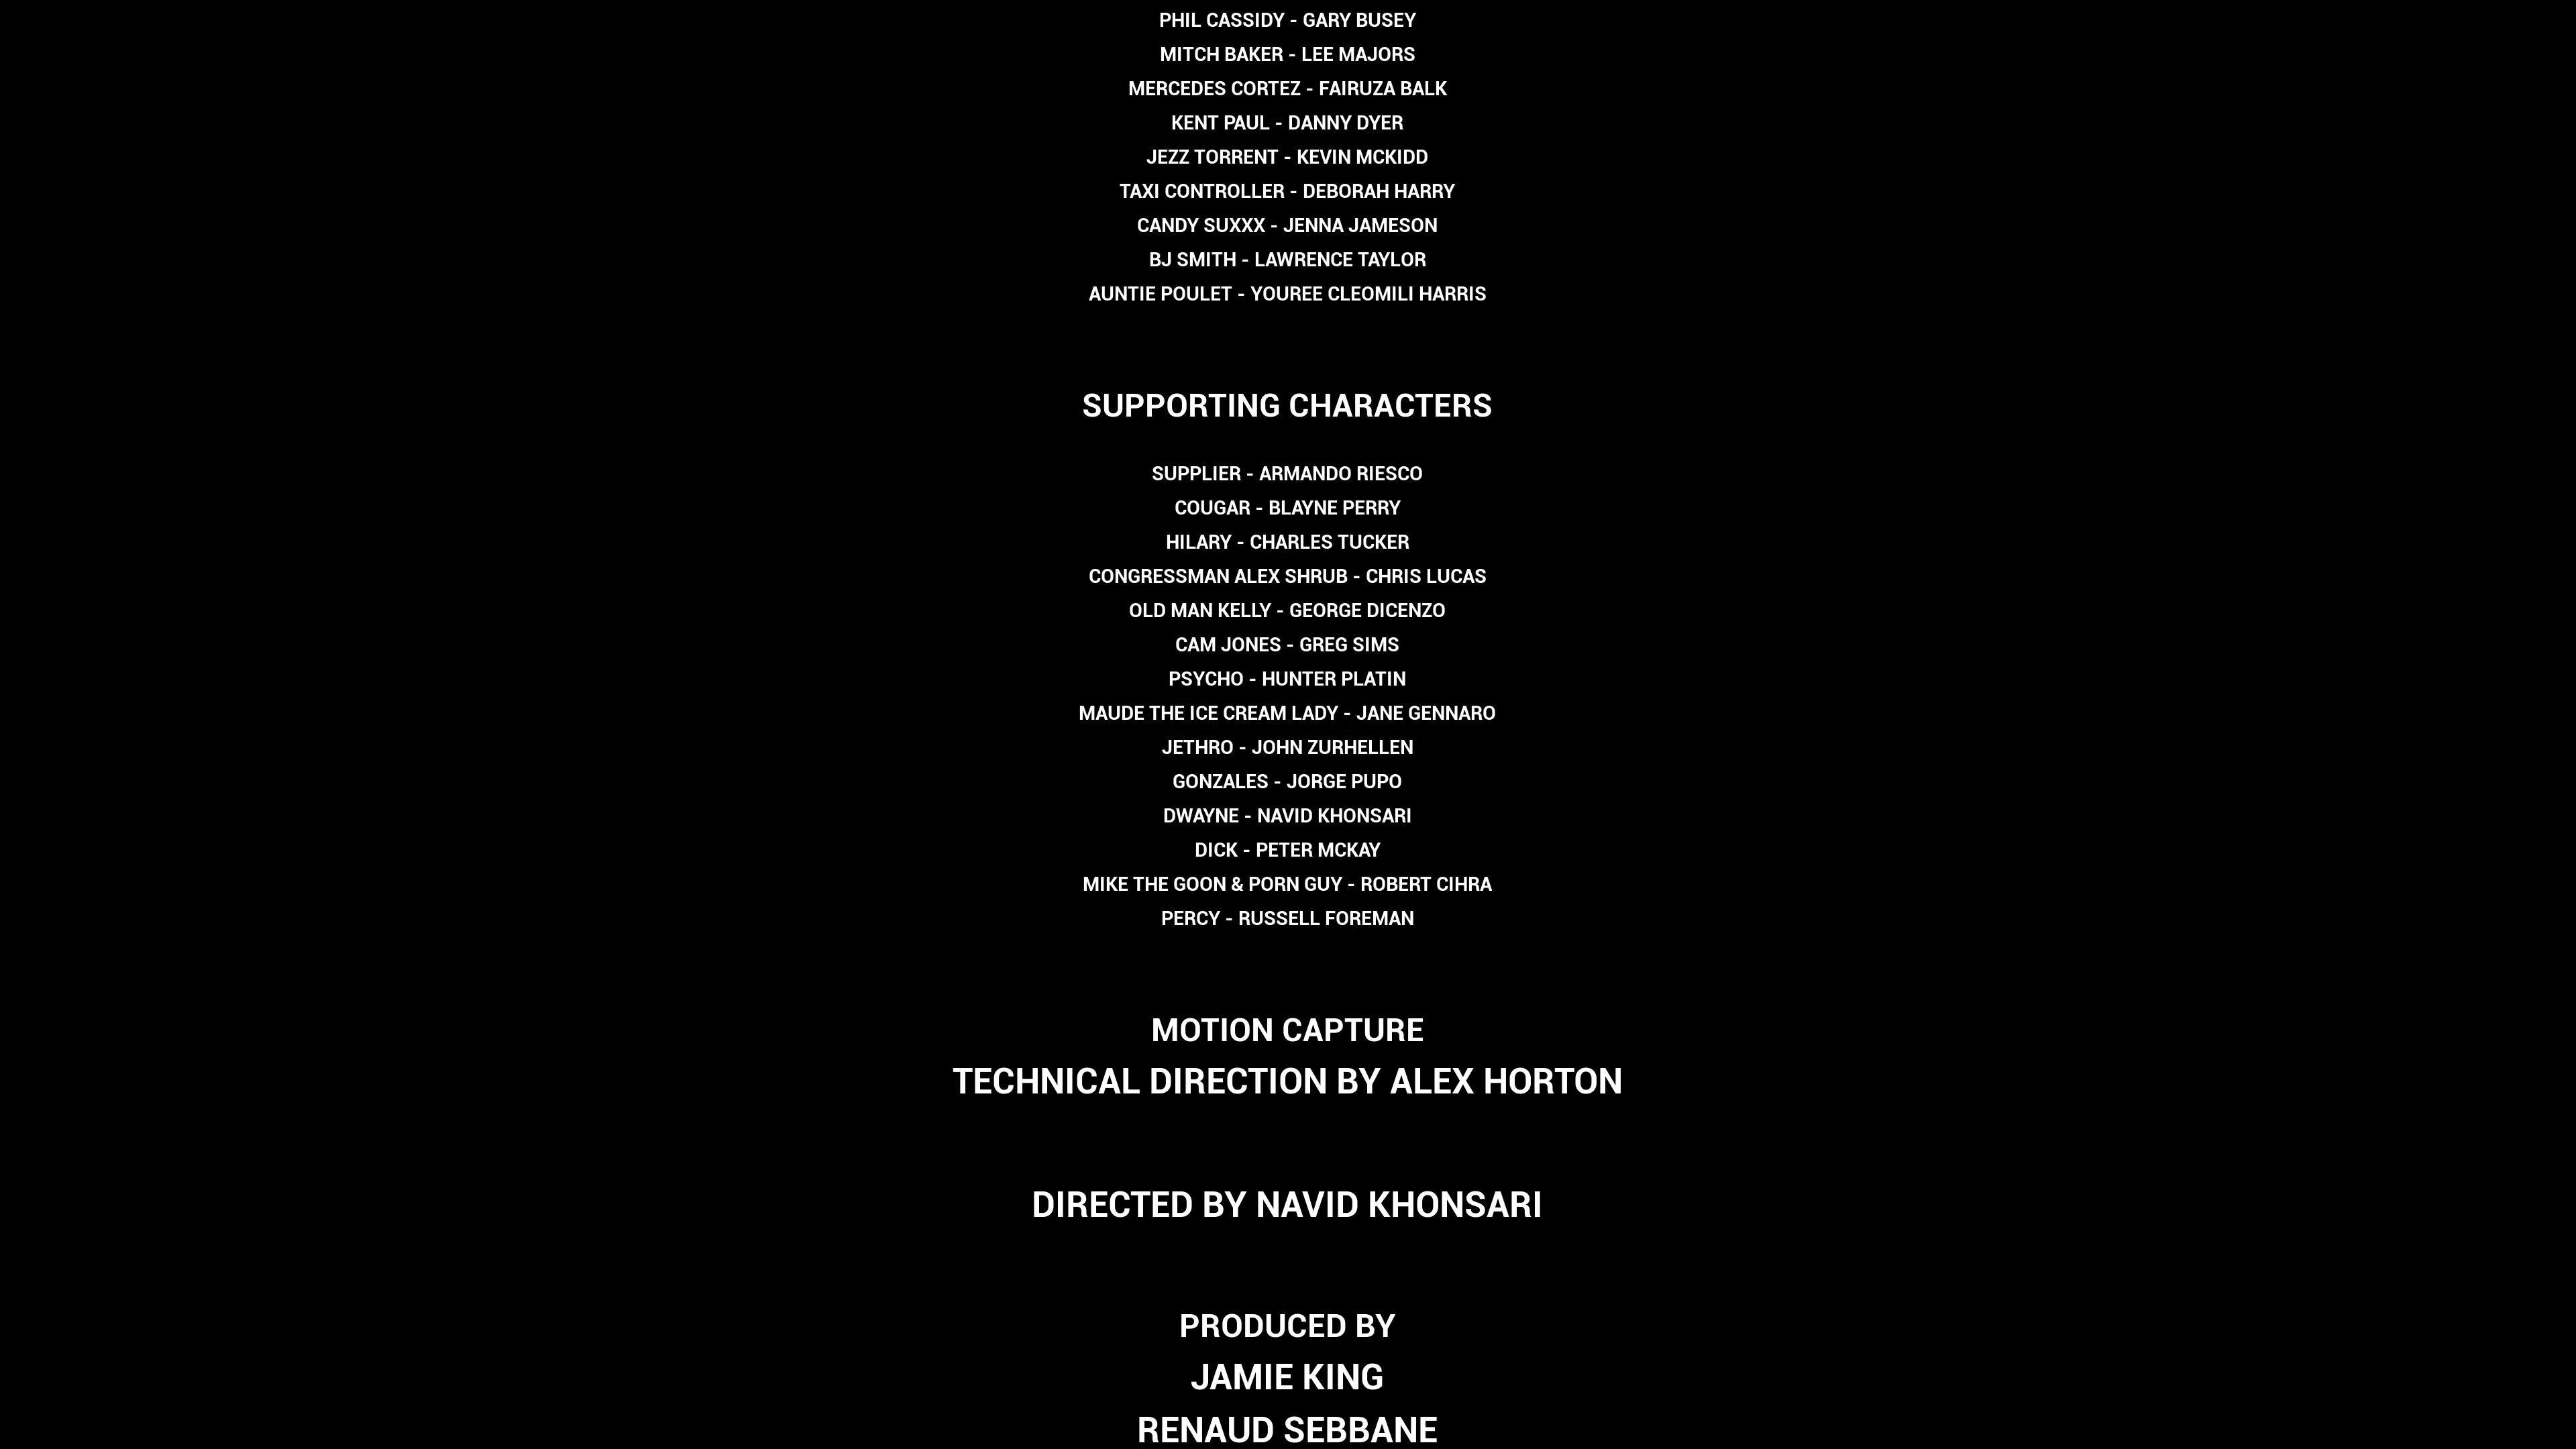 PHIL CASSIDY - GARY BUSEY
MITCH BAKER - LEE MAJORS
MERCEDES CORTEZ - FAIRUZA BALK
KENT PAUL - DANNY DYER
JEZZ TORRENT - KEVIN MCKIDD
TAXI CONTROLLER - DEBORAH HARRY
CANDY SUXXX - JENNA JAMESON
BJ SMITH - LAWRENCE TAYLOR
AUNTIE POULET - YOUREE CLEOMILI HARRIS
SUPPORTING CHARACTERS
SUPPLIER - ARMANDO RIESCO
COUGAR - BLAYNE PERRY
HILARY - CHARLES TUCKER
CONGRESSMAN ALEX SHRUB - CHRIS LUCAS
OLD MAN KELLY - GEORGE DICENZO
CAM JONES - GREG SIMS
PSYCHO - HUNTER PLATIN
MAUDE THE ICE CREAM LADY - JANE GENNARO
JETHRO - JOHN ZURHELLEN
GONZALES - JORGE PUPO
DWAYNE - NAVID KHONSARI
DICK - PETER MCKAY
MIKE THE GOON & PORN GUY - ROBERT CIHRA
PERCY - RUSSELL FOREMAN
MOTION CAPTURE
TECHNICAL DIRECTION BY ALEX HORTON
DIRECTED BY NAVID KHONSARI
PRODUCED BY
JAMIE KING
RENAUD SEBBANE